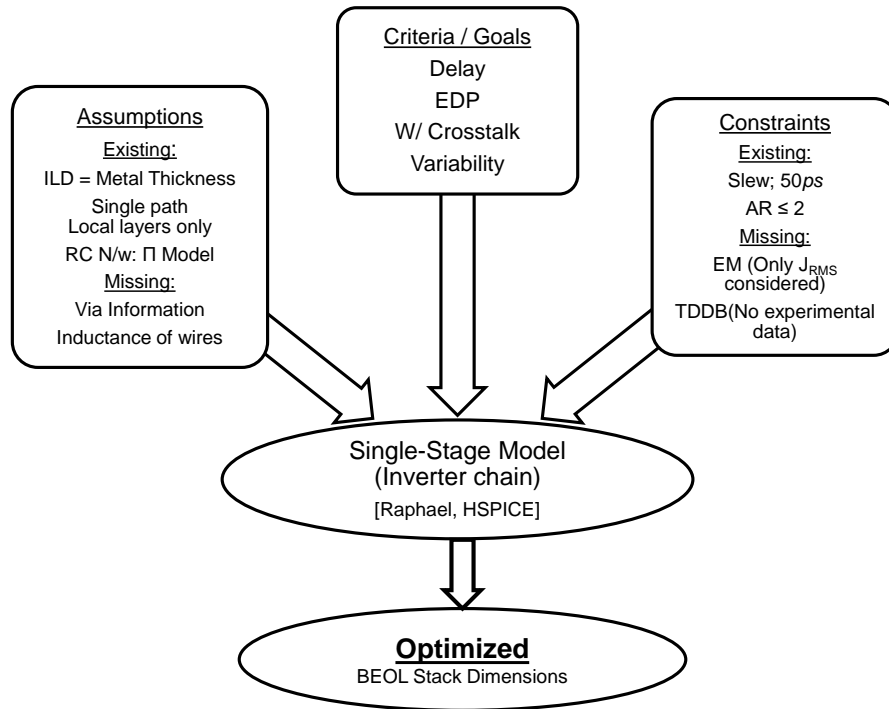 Criteria / Goals
Delay
EDP
W/ Crosstalk
Variability
Assumptions
Existing:
ILD = Metal Thickness
Single path
Local layers only
RC N/w: Π Model
Missing:
Via Information
Inductance of wires
Constraints
Existing:
Slew; 50ps
AR ≤ 2
Missing:
EM (Only JRMS
considered)
TDDB(No experimental
data)
Single-Stage Model
(Inverter chain)
[Raphael, HSPICE]
Optimized
BEOL Stack Dimensions